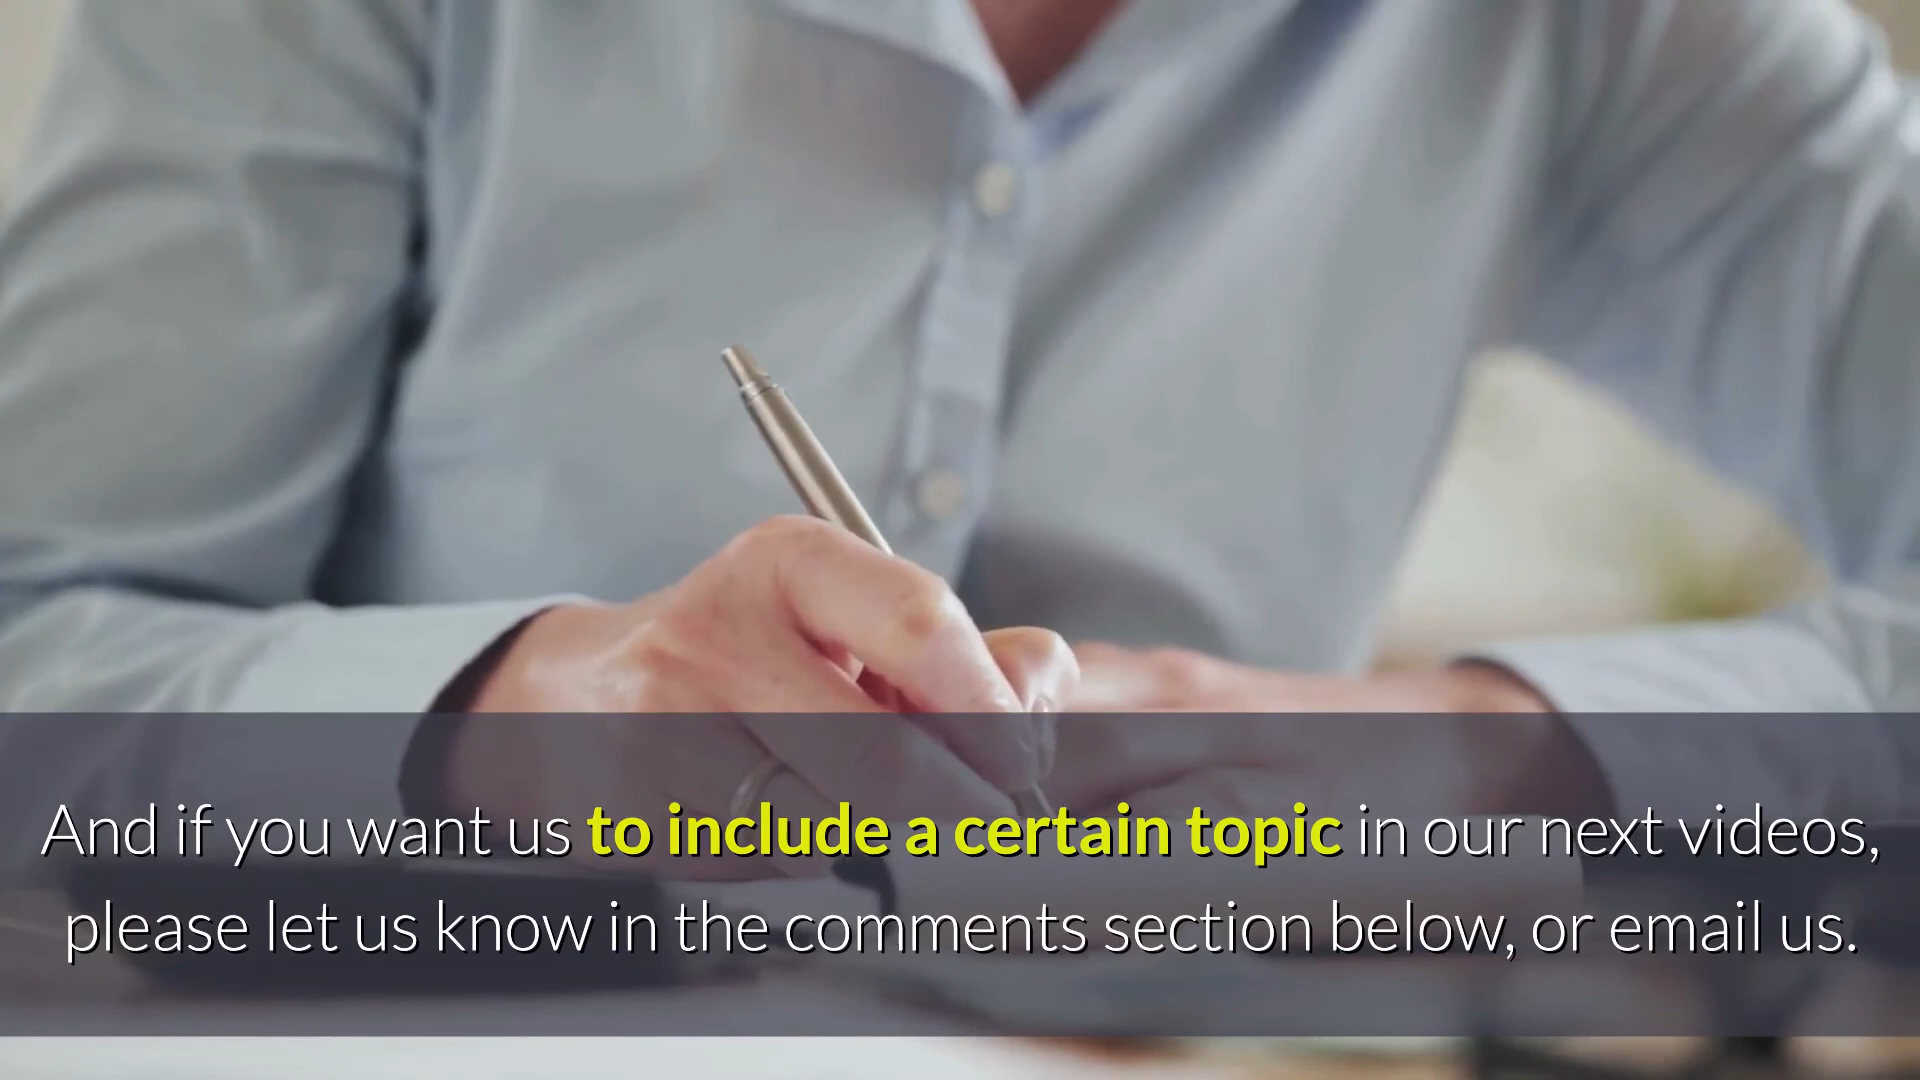 And if you want us to include a certain topic in our next videos,
please let us know in the comments section below, or email us.